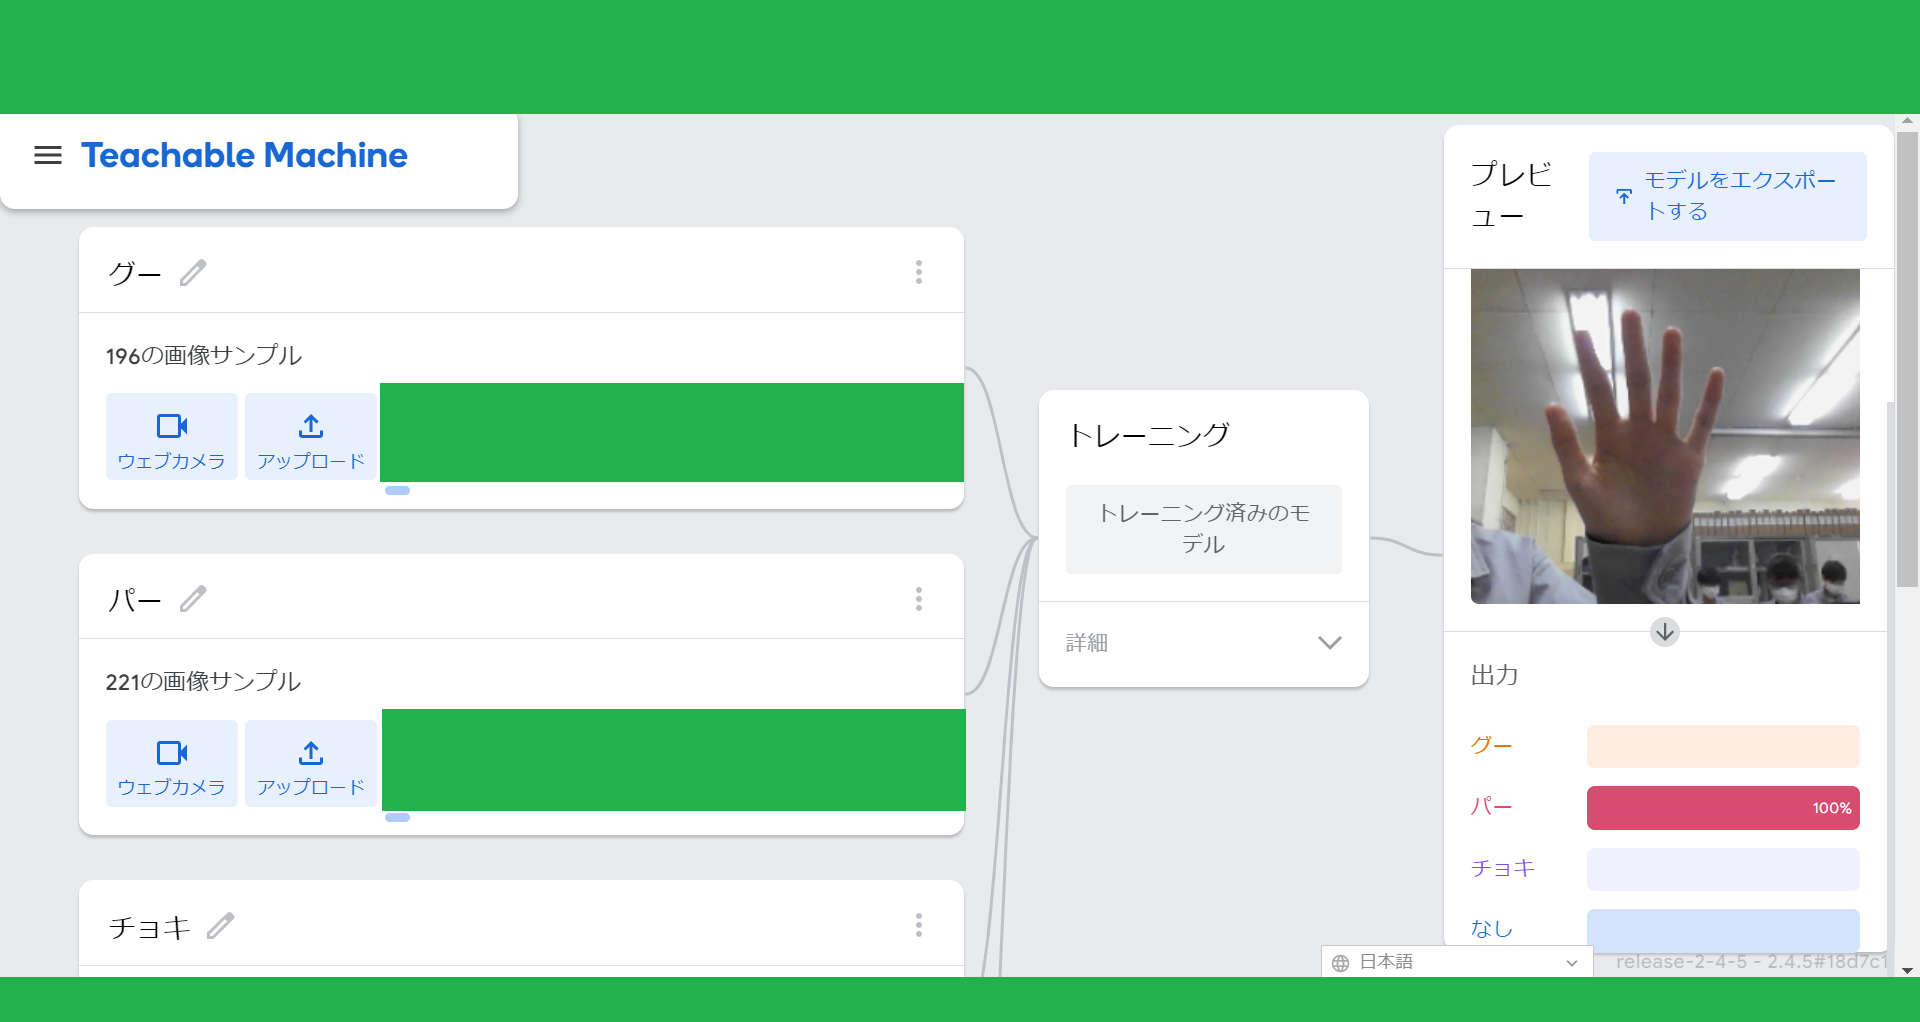 Teachable Machine
グー
196の画像サンプル
ウェブカメラ
アップロード
パー
221の画像サンプル
ウェブカメラ
アップロード
チョキ
トレーニング
トレーニング済みのモ
デル
詳細
プレビ
ュー
モデルをエクスポー
トする
出力
グー
パー
100%
チョキ
なし
日本語
release-2-4-5 - 2.4.5#18d7c1